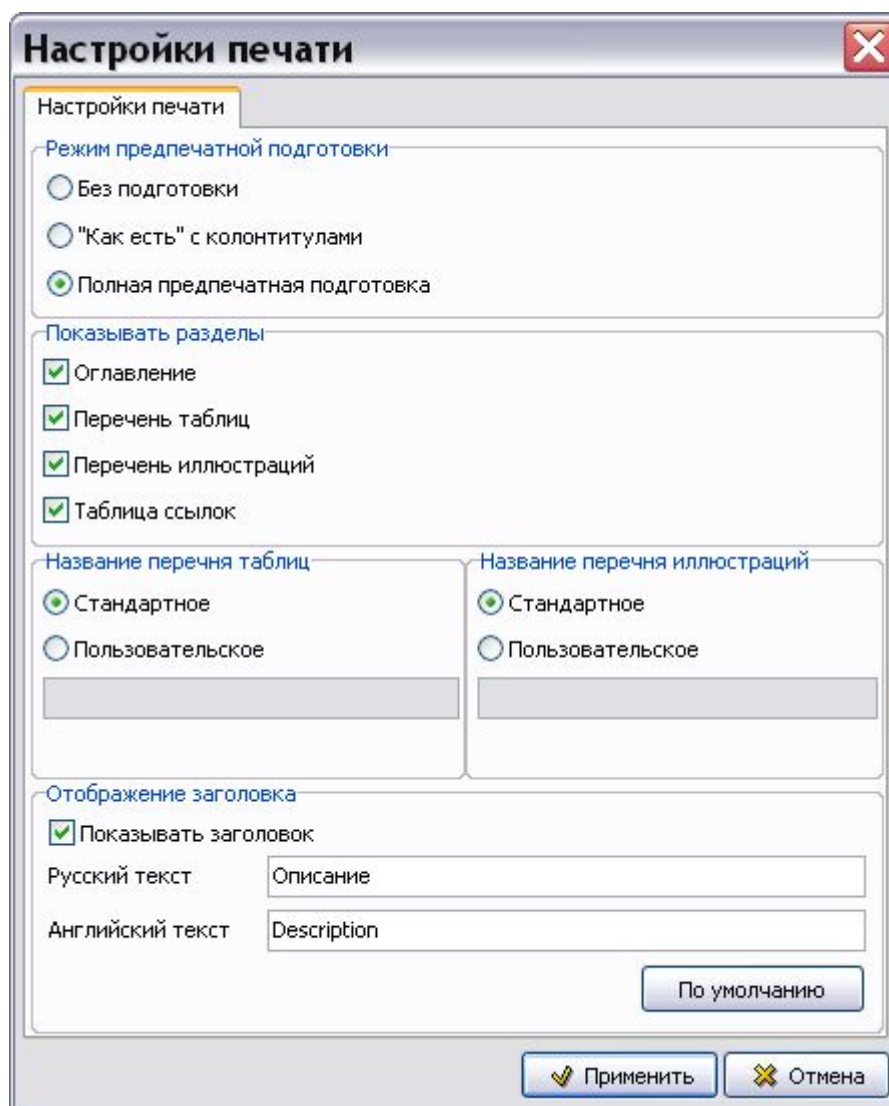 Настройки печати
Настройки печати
Режим предпечатной подготовки
Без подготовки
"Как есть" с колонтитулами
Полная предпечатная подготовка
Показывать разделы
Оглавление
Перечень таблиц
Перечень иллюстраций
Таблица ссылок
Название перечня таблиц
Стандартное
Пользовательское
Название перечня иллюстраций
Стандартное
Пользовательское
Отображение заголовка
Показывать заголовок
Русский текст Описание
Английский текст Description
По умолчанию
Применить Отмена